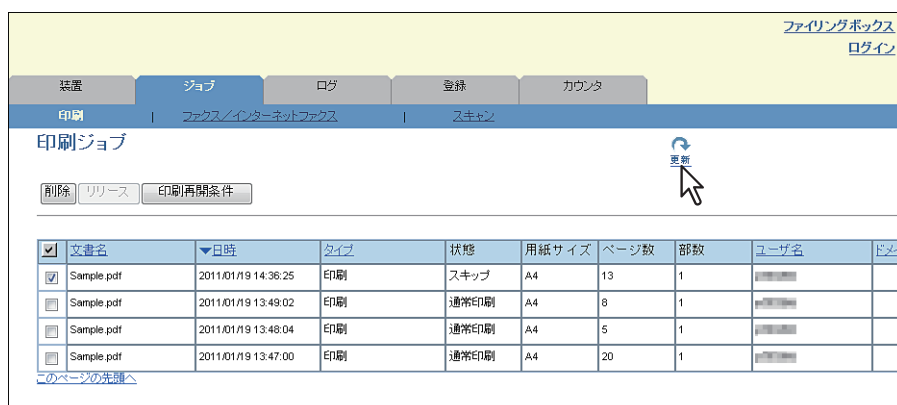 ファイリングボックス
ログイン
装置 ジョブ ログ 登録 カウンタ
印刷 | ファクス／インターネットファクス | スキャン
印刷ジョブ
更新
削除 リリース 印刷再開条件
文書名 ▼日時 タイプ 状態 用紙サイズ ページ数 部数 ユーザ名
Sample.pdf 2011/01/19 14:36:25 印刷 スキップ A4 13 1
Sample.pdf 2011/01/19 13:49:02 印刷 通常印刷 A4 8 1
Sample.pdf 2011/01/19 13:48:04 印刷 通常印刷 A4 5 1
Sample.pdf 2011/01/19 13:47:00 印刷 通常印刷 A4 20 1
このページの先頭へ